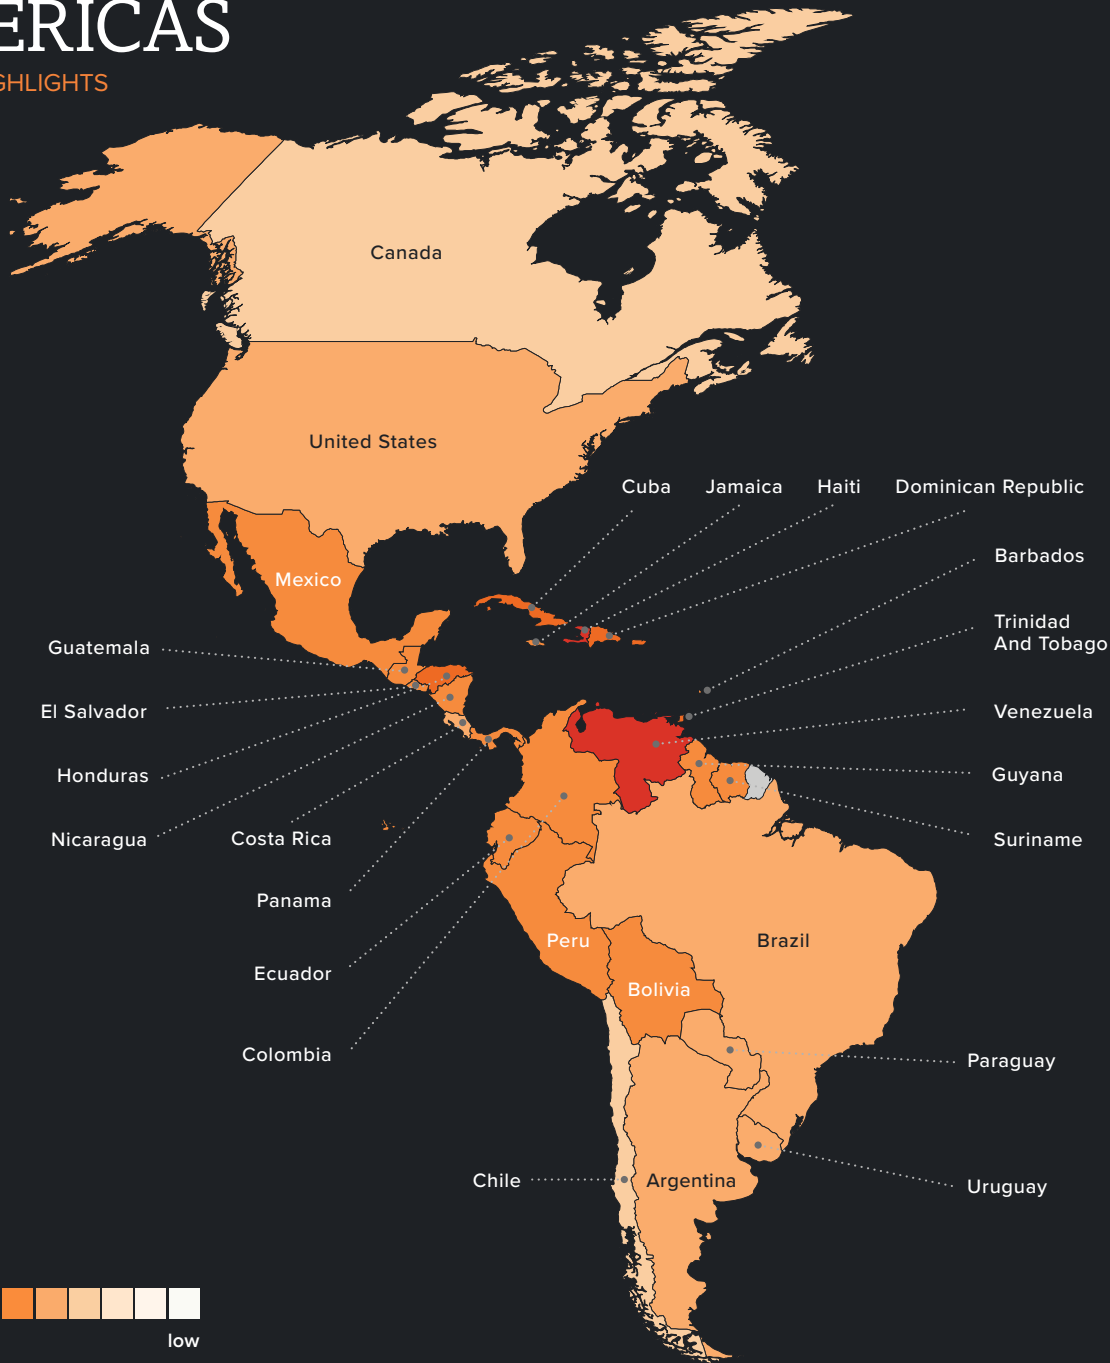 ERICAS
GHLIGHTS
Canada
United States
Cuba
Jamaica
Haiti
Dominican Republic
Barbados
Mexico
Trinidad
And Tobago
Guatemala
El Salvador
Venezuela
Honduras
Guyana
Nicaragua
Costa Rica
Suriname
Panama
Peru
Brazil
Ecuador
Bolivia
Colombia
Paraguay
Chile
Argentina
Uruguay
low